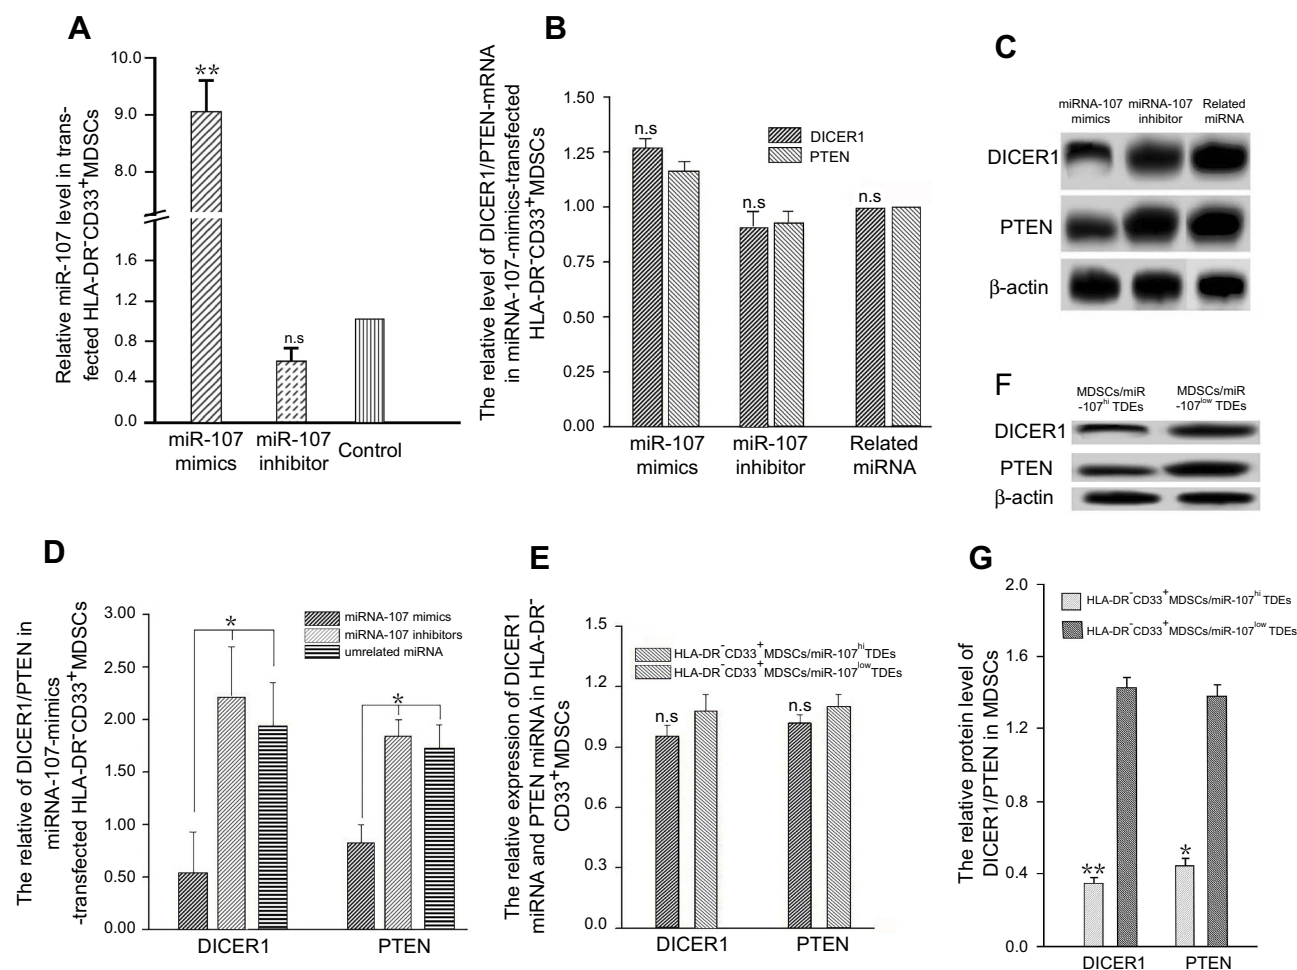 A
Relative miR-107 level in trans-
fected HLA-DR⁻CD33⁺MDSCs
10.0
9.0
8.0
1.6
1.2
0.8
0.4
0.0
**
n.s
miR-107
mimics
miR-107
inhibitor
Control
B
The relative level of DICER1/PTEN-mRNA
in miRNA-107-mimics-transfected
HLA-DR⁻CD33⁺MDSCs
1.50
1.25
1.00
0.75
0.50
0.25
0.00
n.s
n.s
n.s
DICER1
PTEN
miR-107
mimics
miR-107
inhibitor
Related
miRNA
C
miRNA-107
mimics
miRNA-107
inhibitor
Related
miRNA
DICER1
PTEN
β-actin
F
MDSCs/miR
-107ʰⁱ TDEs
MDSCs/miR
-107ˡᵒʷ TDEs
DICER1
PTEN
β-actin
D
The relative of DICER1/PTEN in
miRNA-107-mimics
-transfected HLA-DR⁻CD33⁺MDSCs
3.00
2.50
2.00
1.50
1.00
0.50
0.00
*
*
miRNA-107 mimics
miRNA-107 inhibitors
unrelated miRNA
DICER1
PTEN
E
The relative expression of DICER1
miRNA and PTEN miRNA in HLA-DR⁻
CD33⁺MDSCs
1.5
1.2
0.9
0.6
0.3
0.0
HLA-DR⁻CD33⁺MDSCs/miR-107ʰⁱTDEs
HLA-DR⁻CD33⁺MDSCs/miR-107ˡᵒʷTDEs
n.s
n.s
DICER1
PTEN
G
The relative protein level of
DICER1/PTEN in MDSCs
2.0
1.6
1.2
0.8
0.4
0.0
HLA-DR⁻CD33⁺MDSCs/miR-107ʰⁱ TDEs
HLA-DR⁻CD33⁺MDSCs/miR-107ˡᵒʷ TDEs
**
*
DICER1
PTEN